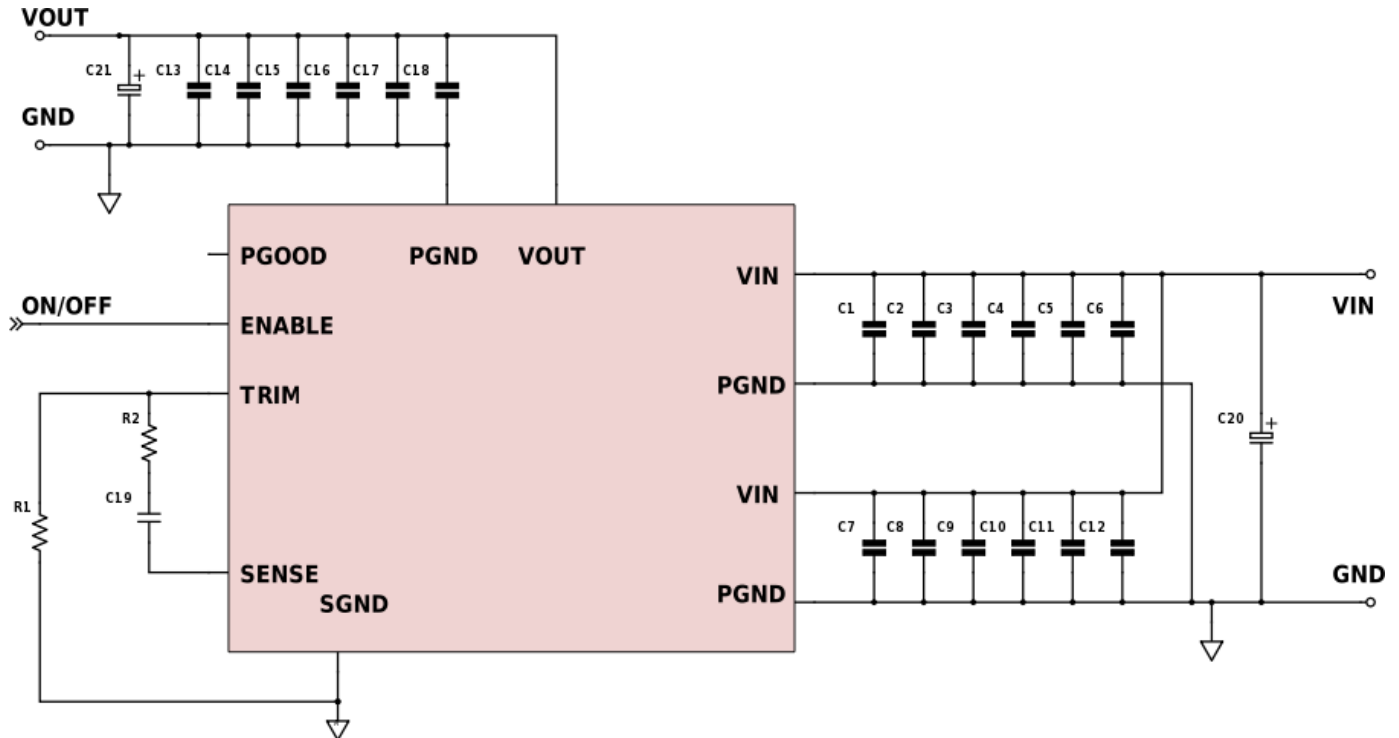 VOUT
C21 + C13 C14 C15 C16 C17 C18
GND
PGOOD PGND VOUT
VIN
ON/OFF
ENABLE
C1 C2 C3 C4 C5 C6
VIN
TRIM
PGND
R2
C20 +
C19
VIN
R1
C7 C8 C9 C10 C11 C12
SENSE
GND
SGND
PGND